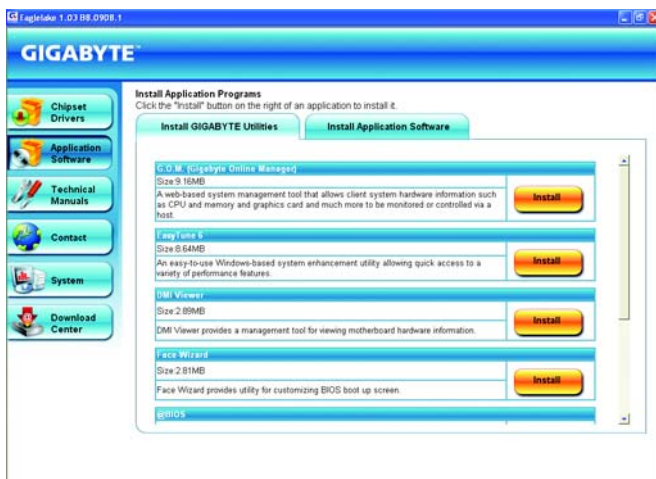 Eaglelake 1.03 B8.0908.1
GIGABYTE™
Chipset
Drivers
Application
Software
Technical
Manuals
Contact
System
Download
Center
Install Application Programs
Click the "Install" button on the right of an application to install it.
Install GIGABYTE Utilities
Install Application Software
G.O.M. (Gigabyte Online Manager)
Size:9.16MB
A web-based system management tool that allows client system hardware information such
as CPU and memory and graphics card and much more to be monitored or controlled via a
host.
Install
EasyTune 6
Size:8.64MB
An easy-to-use Windows-based system enhancement utility allowing quick access to a
variety of performance features.
Install
DMI Viewer
Size:2.89MB
DMI Viewer provides a management tool for viewing motherboard hardware information.
Install
Face Wizard
Size:2.81MB
Face Wizard provides utility for customizing BIOS boot up screen.
Install
@BIOS